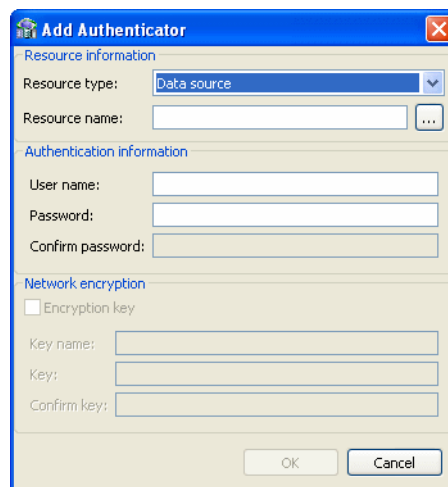 Add Authenticator
Resource information
Resource type: Data source
Resource name: ...
Authentication information
User name:
Password:
Confirm password:
Network encryption
Encryption key
Key name:
Key:
Confirm key:
OK Cancel